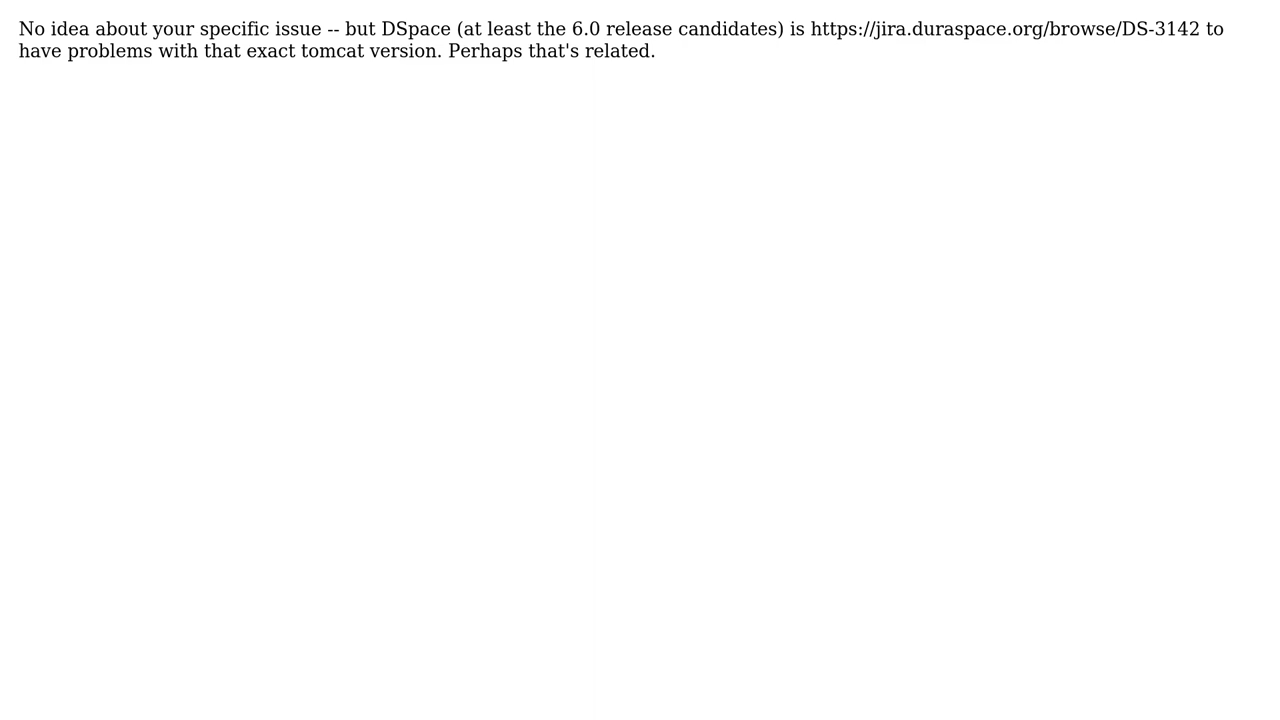 No idea about your specific issue -- but DSpace (at least the 6.0 release candidates) is https://jira.duraspace.org/browse/DS-3142 to
have problems with that exact tomcat version. Perhaps that's related.